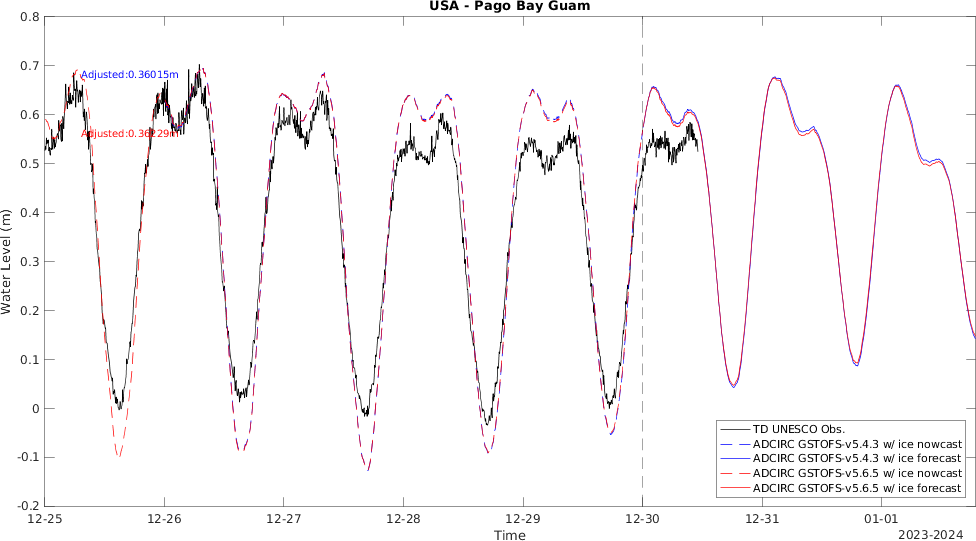 USA - Pago Bay Guam
0.8
0.7
0.6
0.5
0.4
0.3
0.2
0.1
0
-0.1
-0.2
Water Level (m)
Adjusted:0.36015m
Adjusted:0.36229m
TD UNESCO Obs.
ADCIRC GSTOFS-v5.4.3 w/ ice nowcast
ADCIRC GSTOFS-v5.4.3 w/ ice forecast
ADCIRC GSTOFS-v5.6.5 w/ ice nowcast
ADCIRC GSTOFS-v5.6.5 w/ ice forecast
12-25 12-26 12-27 12-28 12-29 12-30 12-31 01-01
Time
2023-2024